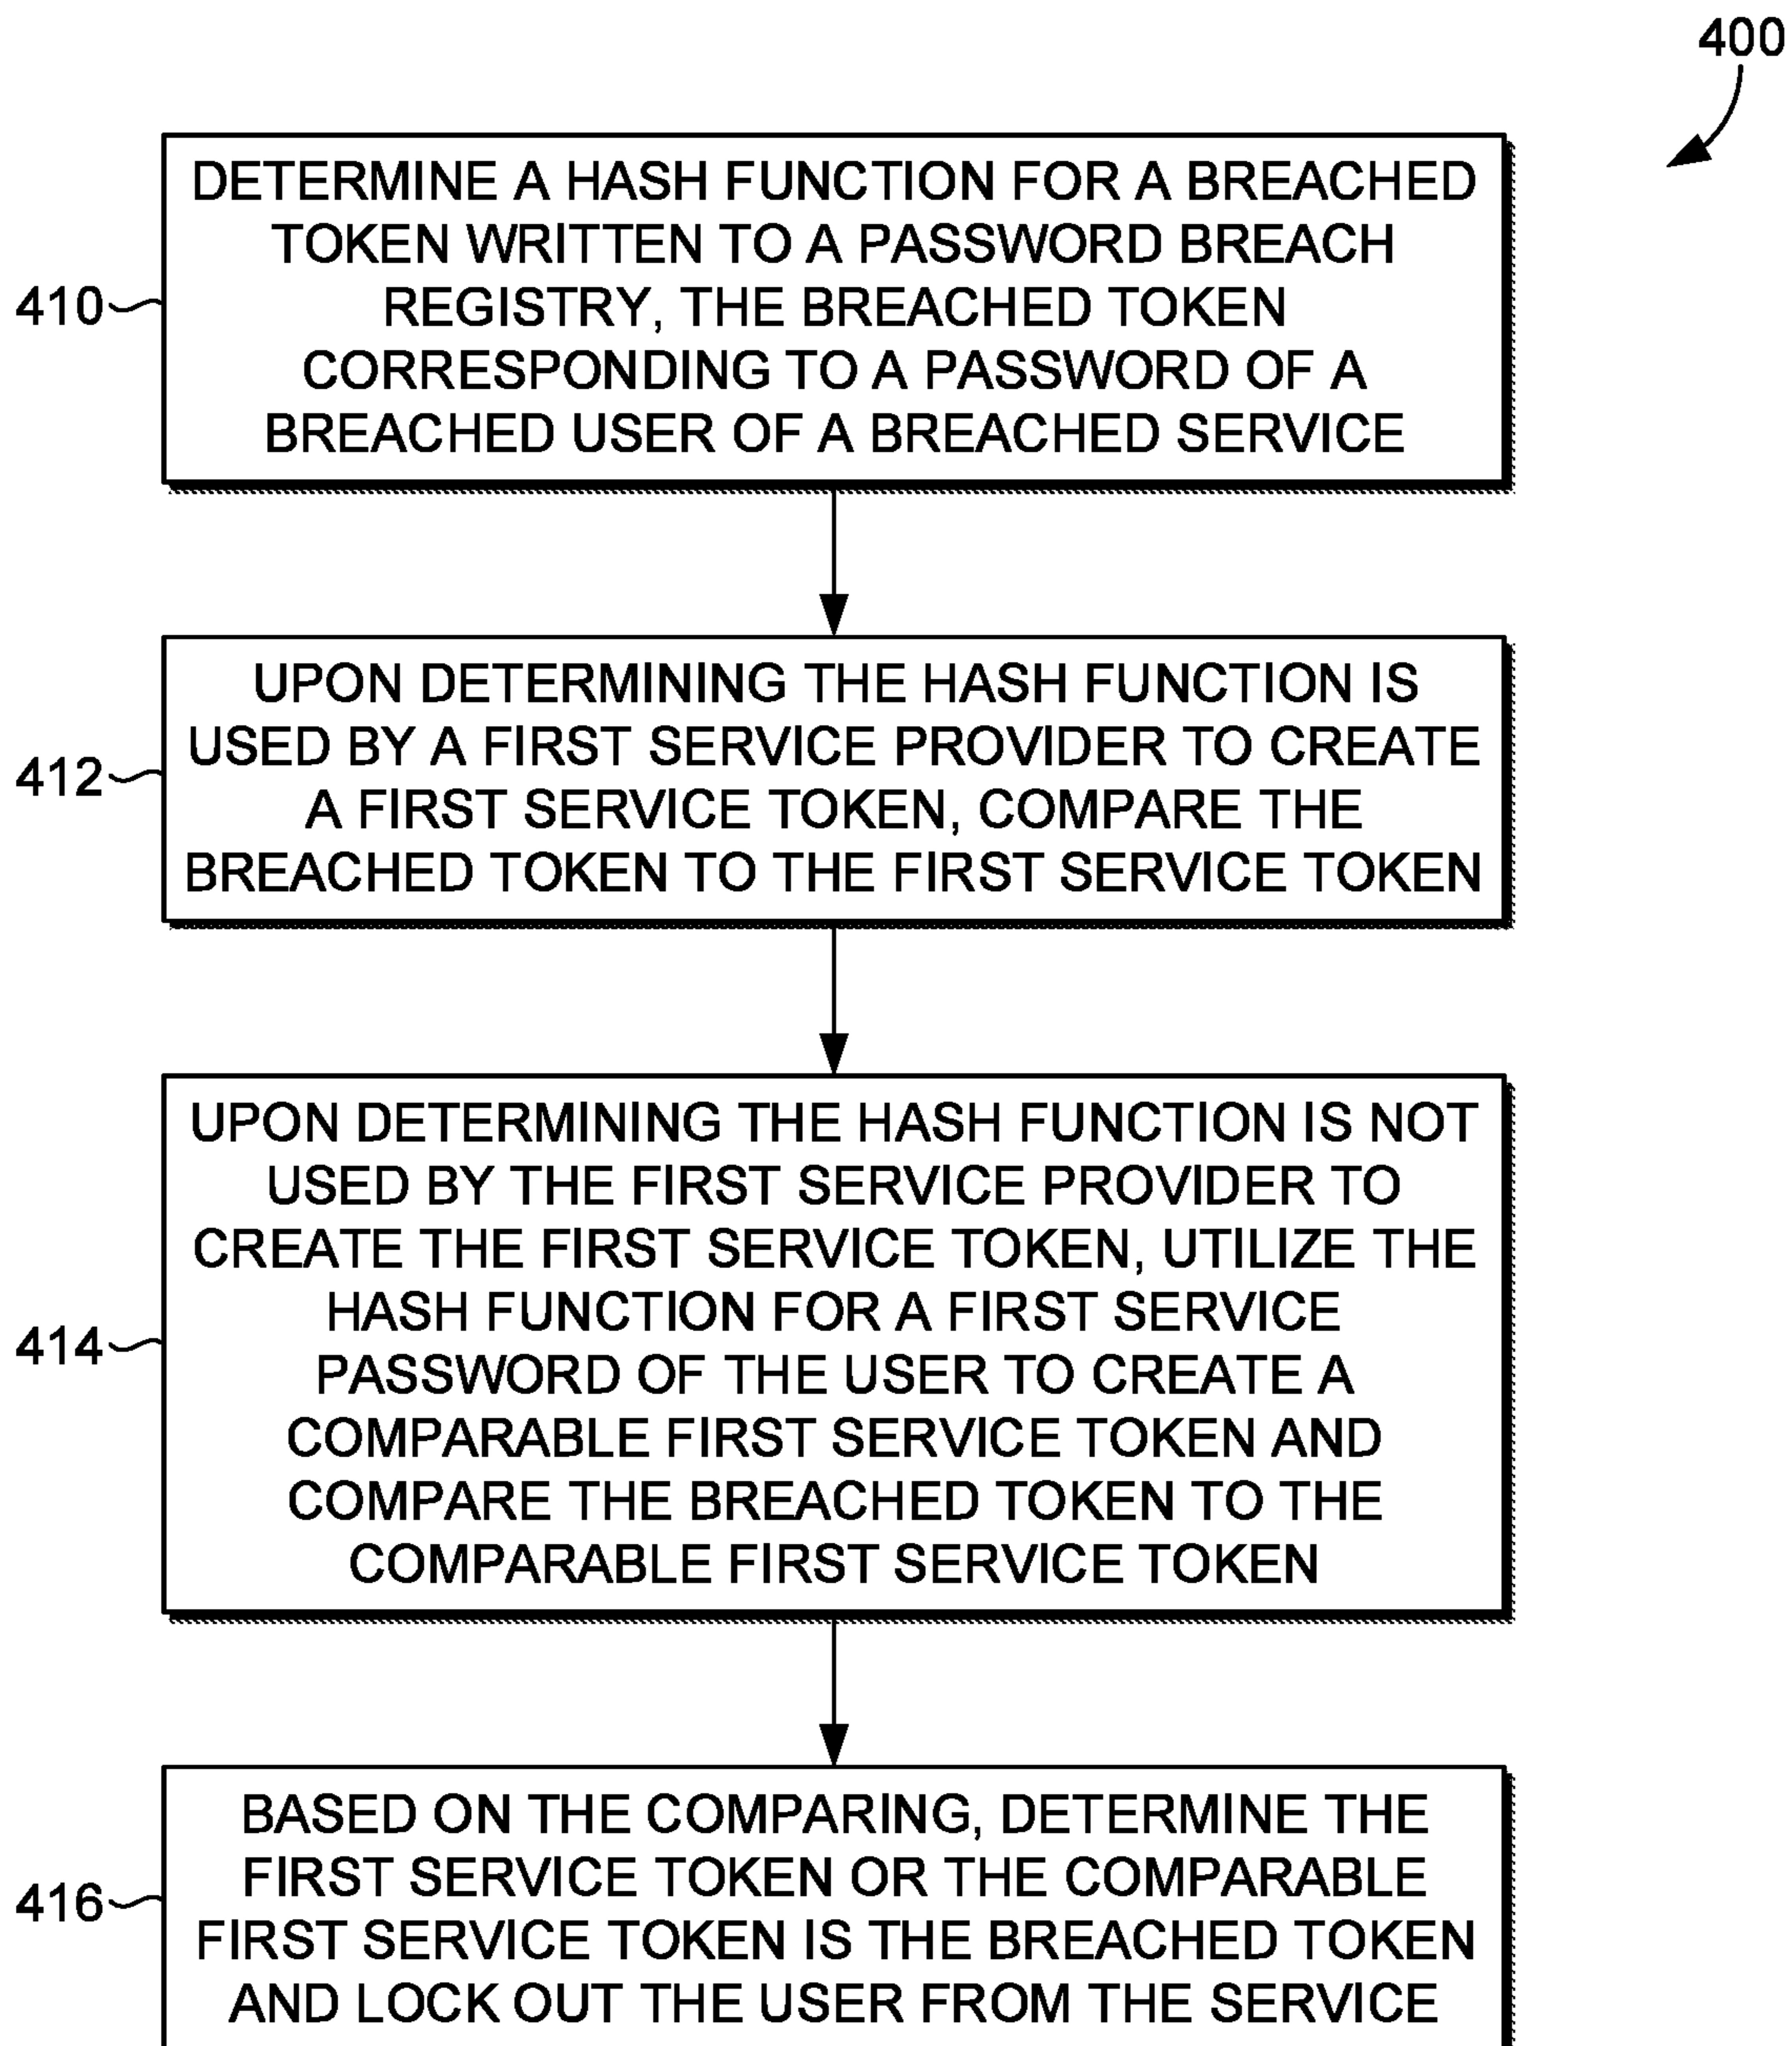 400
DETERMINE A HASH FUNCTION FOR A BREACHED
TOKEN WRITTEN TO A PASSWORD BREACH
REGISTRY, THE BREACHED TOKEN
CORRESPONDING TO A PASSWORD OF A
BREACHED USER OF A BREACHED SERVICE
410
UPON DETERMINING THE HASH FUNCTION IS
USED BY A FIRST SERVICE PROVIDER TO CREATE
A FIRST SERVICE TOKEN, COMPARE THE
BREACHED TOKEN TO THE FIRST SERVICE TOKEN
412
UPON DETERMINING THE HASH FUNCTION IS NOT
USED BY THE FIRST SERVICE PROVIDER TO
CREATE THE FIRST SERVICE TOKEN, UTILIZE THE
HASH FUNCTION FOR A FIRST SERVICE
PASSWORD OF THE USER TO CREATE A
COMPARABLE FIRST SERVICE TOKEN AND
COMPARE THE BREACHED TOKEN TO THE
COMPARABLE FIRST SERVICE TOKEN
414
BASED ON THE COMPARING, DETERMINE THE
FIRST SERVICE TOKEN OR THE COMPARABLE
FIRST SERVICE TOKEN IS THE BREACHED TOKEN
AND LOCK OUT THE USER FROM THE SERVICE
416